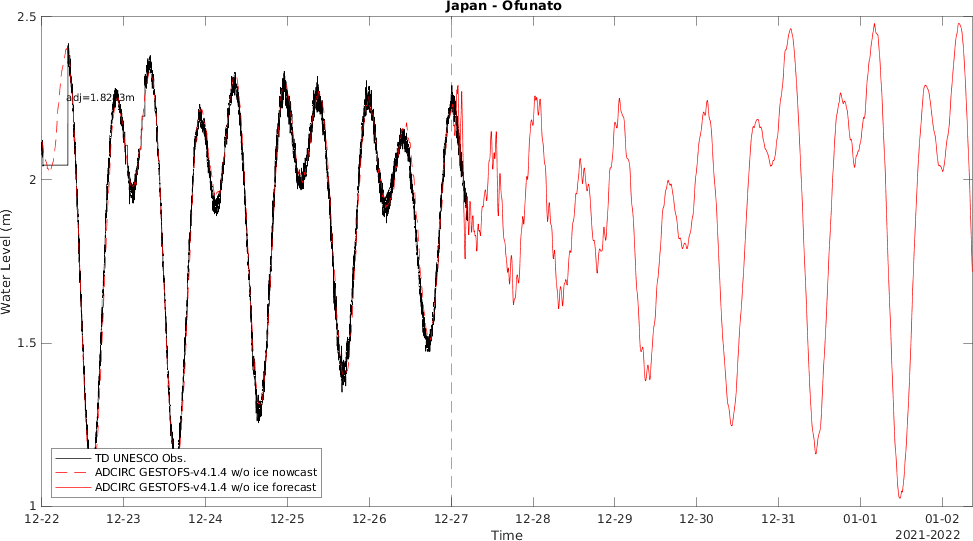 Japan - Ofunato
2.5
2
1.5
1
Water Level (m)
TD UNESCO Obs.
ADCIRC GESTOFS-v4.1.4 w/o ice nowcast
ADCIRC GESTOFS-v4.1.4 w/o ice forecast
12-22
12-23
12-24
12-25
12-26
12-27
12-28
12-29
12-30
12-31
01-01
01-02
Time
2021-2022